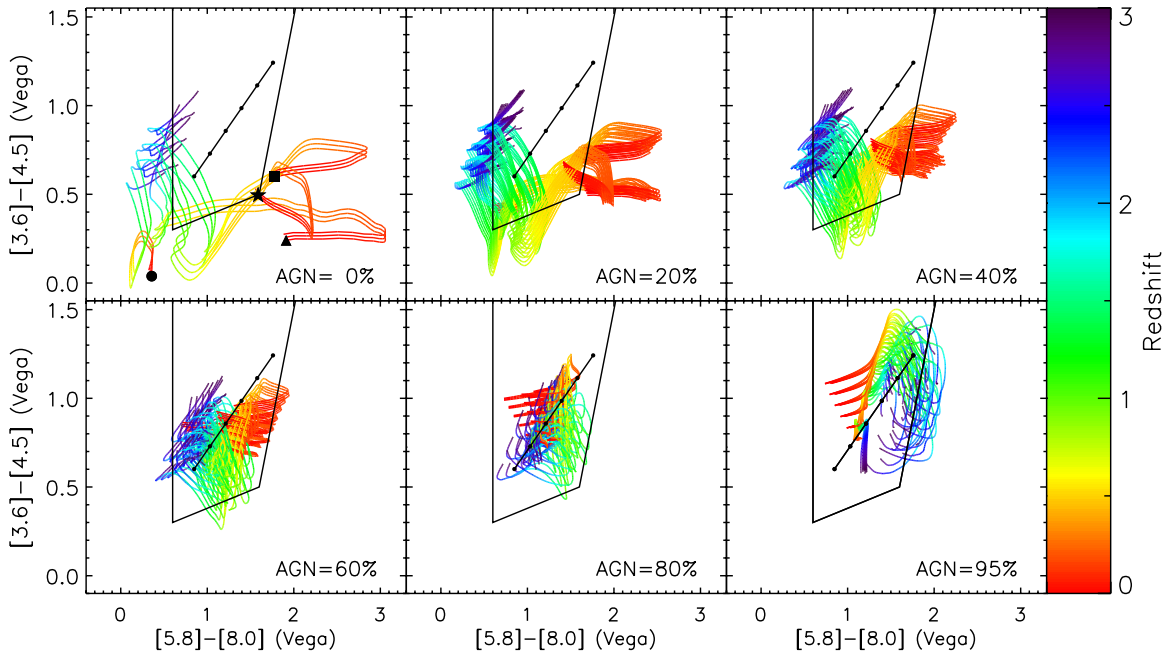 1.5
1.0
0.5
0.0
[3.6]−[4.5] (Vega)
AGN= 0%
AGN=20%
AGN=40%
3
2
1
0
Redshift
1.5
1.0
0.5
0.0
[3.6]−[4.5] (Vega)
AGN=60%
AGN=80%
AGN=95%
0 1 2 3 0 1 2 3 0 1 2 3
[5.8]−[8.0] (Vega) [5.8]−[8.0] (Vega) [5.8]−[8.0] (Vega)